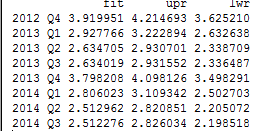 fit upr lwr
2012 Q4 3.919951 4.214693 3.625210
2013 Q1 2.927766 3.222894 2.632638
2013 Q2 2.634705 2.930701 2.338709
2013 Q3 2.634019 2.931552 2.336487
2013 Q4 3.798208 4.098126 3.498291
2014 Q1 2.806023 3.109342 2.502703
2014 Q2 2.512962 2.820851 2.205072
2014 Q3 2.512276 2.826034 2.198518